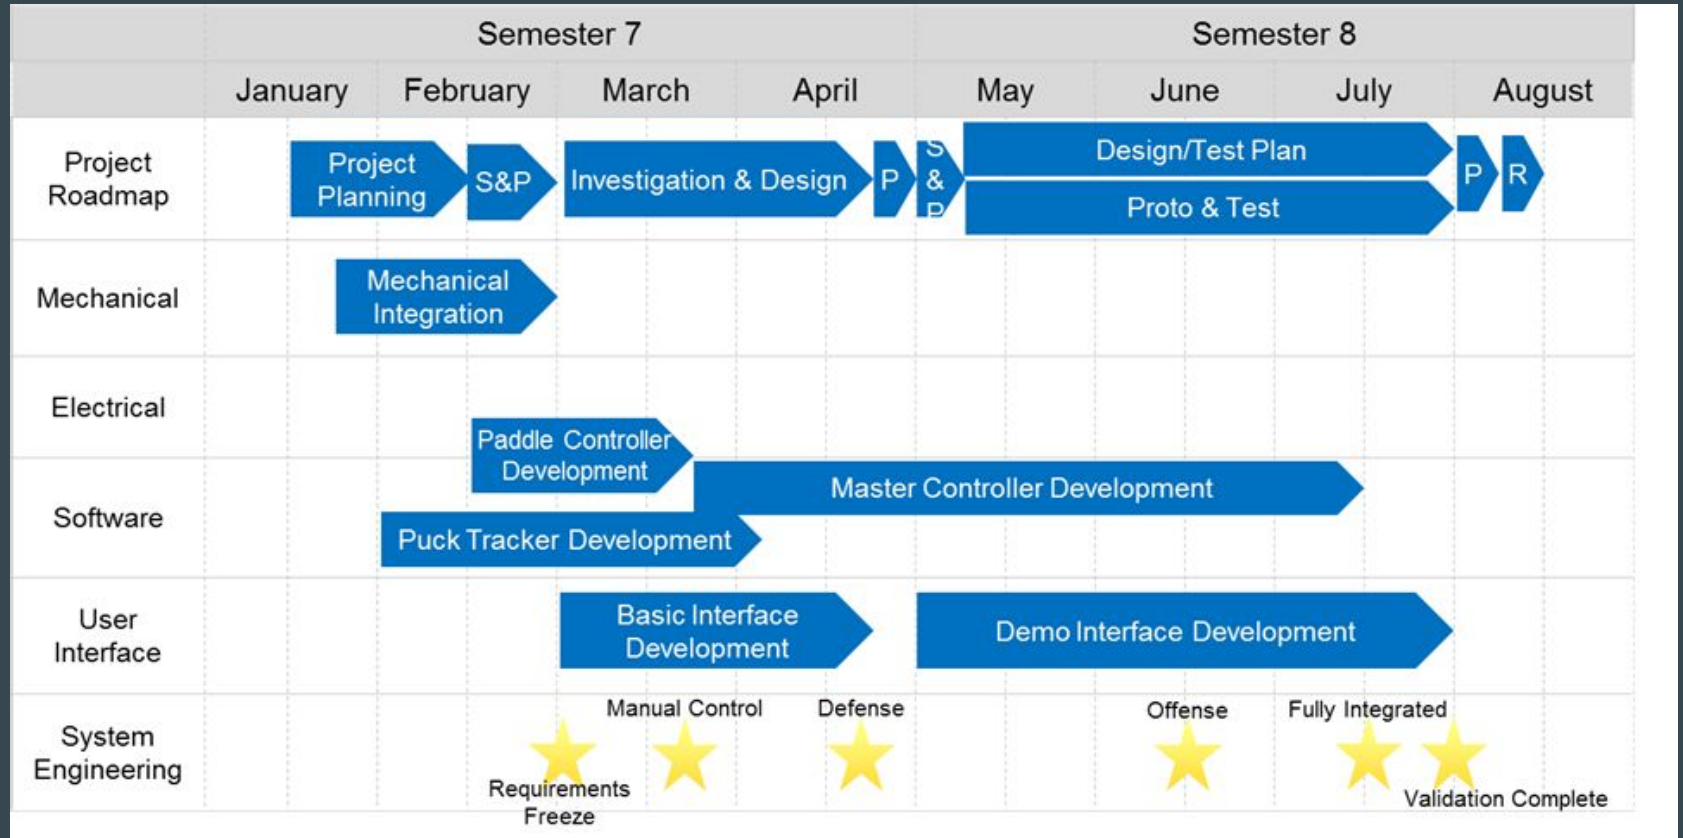 Semester 7
Semester 8
January
February
March
April
May
June
July
August
Project
Roadmap
Project
Planning
S&P
Investigation & Design
P
S
&
P
Design/Test Plan
Proto & Test
P
R
Mechanical
Mechanical
Integration
Electrical
Paddle Controller
Development
Software
Master Controller Development
Puck Tracker Development
User
Interface
Basic Interface
Development
Demo Interface Development
System
Engineering
Requirements
Freeze
Manual Control
Defense
Offense
Fully Integrated
Validation Complete